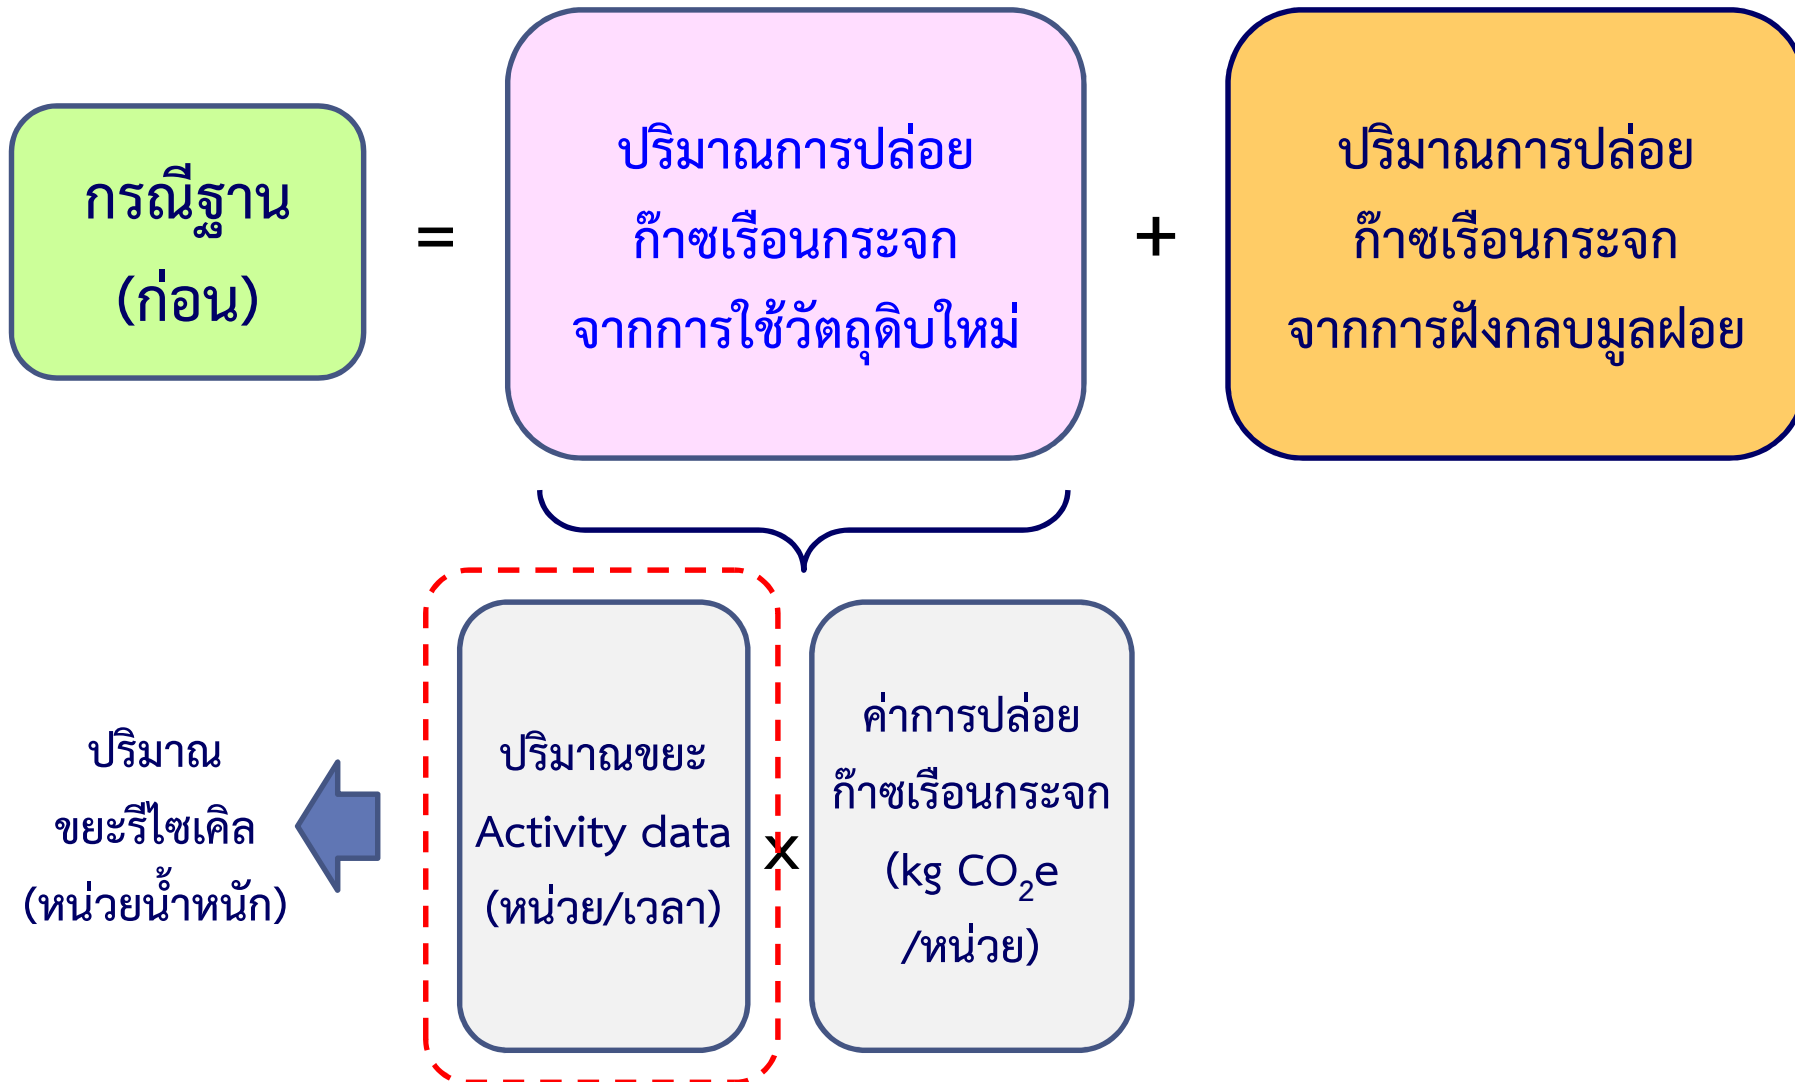 กรณีฐาน
(ก่อน)
=
ปริมาณการปล่อย
ก๊าซเรือนกระจก
จากการใช้วัตถุดิบใหม่
+
ปริมาณการปล่อย
ก๊าซเรือนกระจก
จากการฝังกลบมูลฝอย
ปริมาณ
ขยะรีไซเคิล
(หน่วยน้ำหนัก)
ปริมาณขยะ
Activity data
(หน่วย/เวลา)
x
ค่าการปล่อย
ก๊าซเรือนกระจก
(kg CO₂e
/หน่วย)